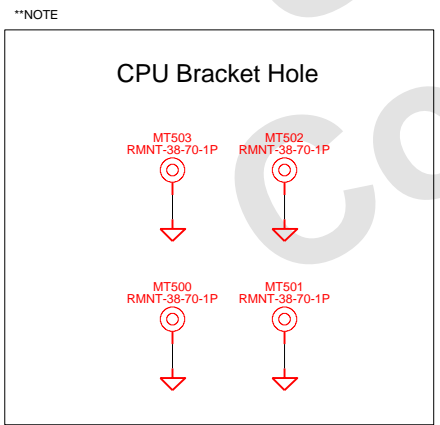 **NOTE
CPU Bracket Hole
MT503
RMNT-38-70-1P
MT502
RMNT-38-70-1P
MT500
RMNT-38-70-1P
MT501
RMNT-38-70-1P